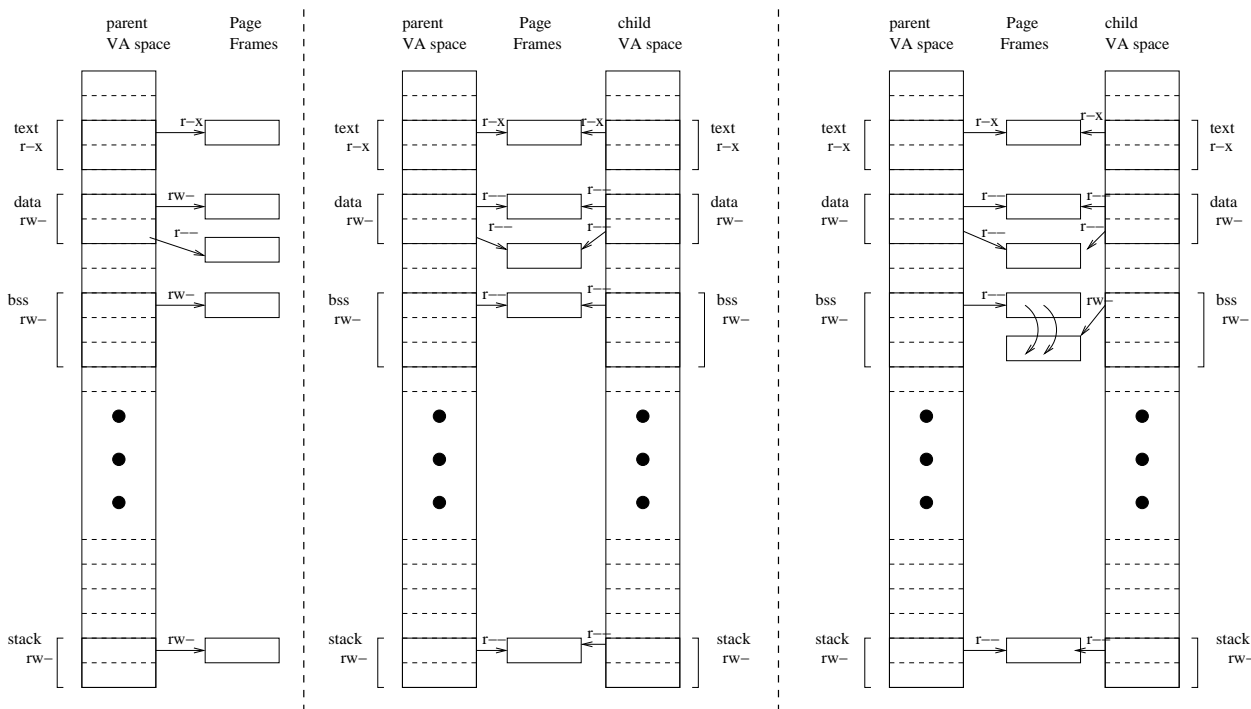 parent
VA space
Page
Frames
text
r–x
r–x
data
rw–
rw–
r––
bss
rw–
rw–
stack
rw–
rw–
parent
VA space
Page
Frames
child
VA space
text
r–x
r–x
r–x
text
r–x
data
rw–
r––
r––
r––
r––
data
rw–
bss
rw–
r––
r––
bss
rw–
stack
rw–
r––
r––
stack
rw–
parent
VA space
Page
Frames
child
VA space
text
r–x
r–x
r–x
text
r–x
data
rw–
r––
r––
r––
r––
data
rw–
bss
rw–
r––
rw–
bss
rw–
stack
rw–
r––
r––
stack
rw–